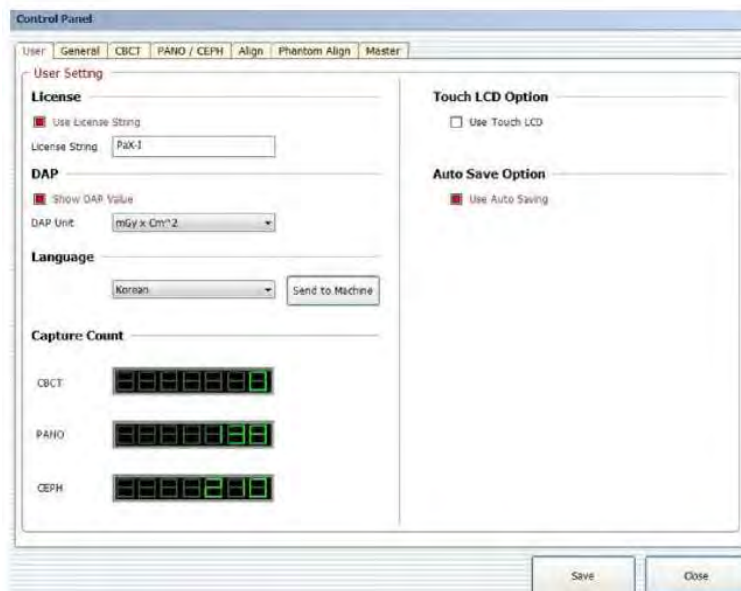 Control Panel
User General CBCT PANO / CEPH Align Phantom Align Master
User Setting
License
Use License String
License String PaX-I
DAP
Show DAP Value
DAP Unit mGy x Cm^2
Language
Korean Send to Machine
Capture Count
CBCT
PANO
CEPH
Touch LCD Option
Use Touch LCD
Auto Save Option
Use Auto Saving
Save Close